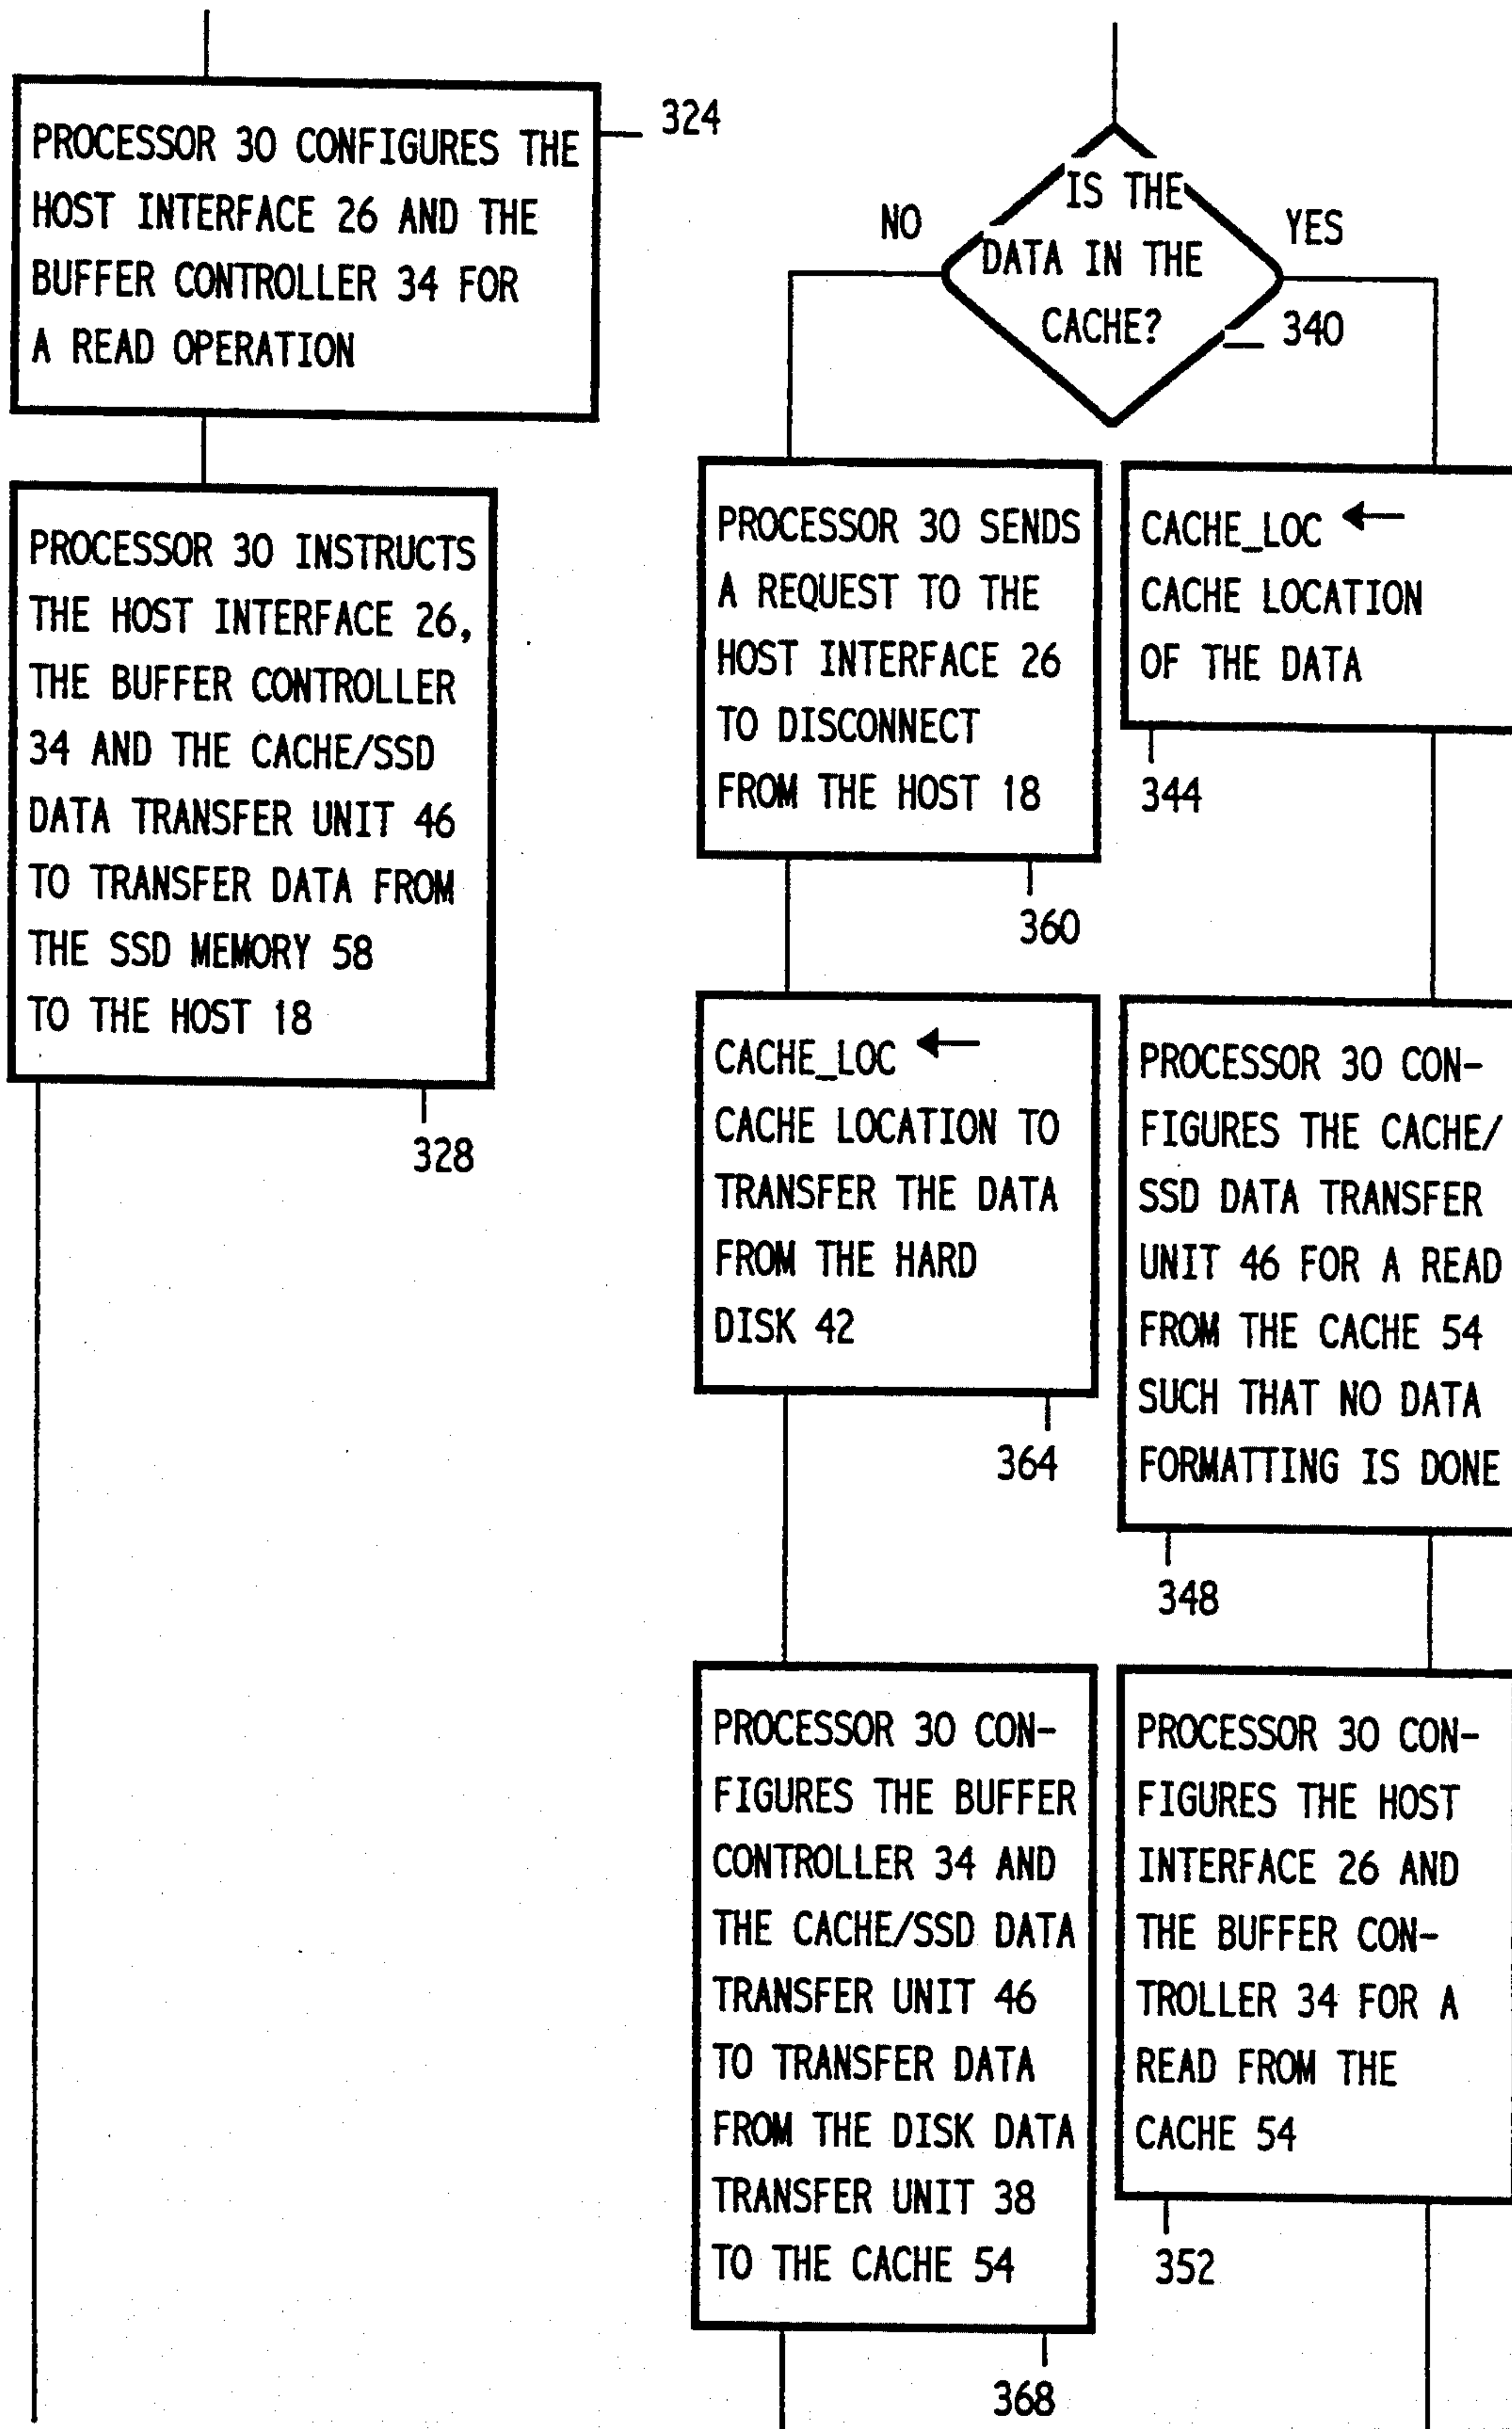 PROCESSOR 30 CONFIGURES THE
HOST INTERFACE 26 AND THE
BUFFER CONTROLLER 34 FOR
A READ OPERATION
324
PROCESSOR 30 INSTRUCTS
THE HOST INTERFACE 26,
THE BUFFER CONTROLLER
34 AND THE CACHE/SSD
DATA TRANSFER UNIT 46
TO TRANSFER DATA FROM
THE SSD MEMORY 58
TO THE HOST 18
328
IS THE
DATA IN THE
CACHE?
340
NO
YES
PROCESSOR 30 SENDS
A REQUEST TO THE
HOST INTERFACE 26
TO DISCONNECT
FROM THE HOST 18
360
CACHE_LOC ←
CACHE LOCATION TO
TRANSFER THE DATA
FROM THE HARD
DISK 42
364
PROCESSOR 30 CON-
FIGURES THE BUFFER
CONTROLLER 34 AND
THE CACHE/SSD DATA
TRANSFER UNIT 46
TO TRANSFER DATA
FROM THE DISK DATA
TRANSFER UNIT 38
TO THE CACHE 54
368
CACHE_LOC ←
CACHE LOCATION
OF THE DATA
344
PROCESSOR 30 CON-
FIGURES THE CACHE/
SSD DATA TRANSFER
UNIT 46 FOR A READ
FROM THE CACHE 54
SUCH THAT NO DATA
FORMATTING IS DONE
348
PROCESSOR 30 CON-
FIGURES THE HOST
INTERFACE 26 AND
THE BUFFER CON-
TROLLER 34 FOR A
READ FROM THE
CACHE 54
352